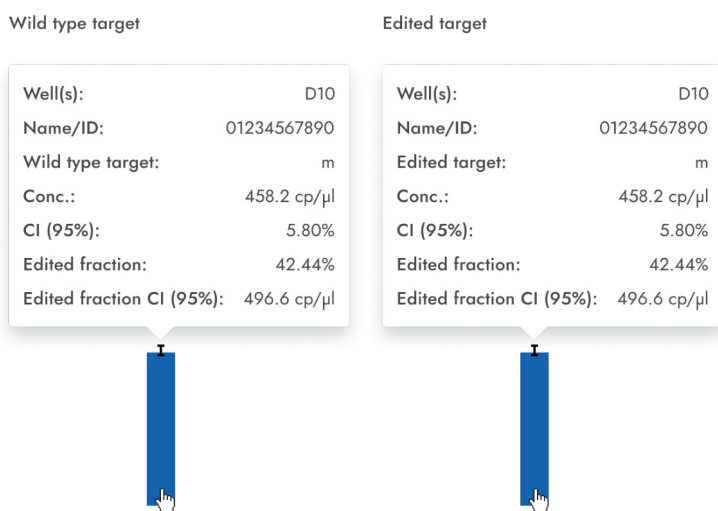 Wild type target
Well(s): D10
Name/ID: 01234567890
Wild type target: m
Conc.: 458.2 cp/µl
CI (95%): 5.80%
Edited fraction: 42.44%
Edited fraction CI (95%): 496.6 cp/µl
Edited target
Well(s): D10
Name/ID: 01234567890
Edited target: m
Conc.: 458.2 cp/µl
CI (95%): 5.80%
Edited fraction: 42.44%
Edited fraction CI (95%): 496.6 cp/µl